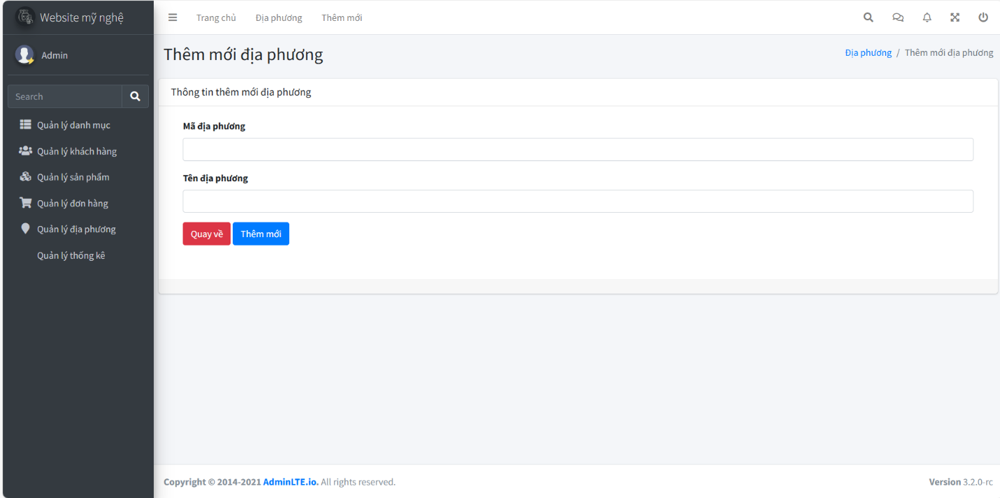 Website mỹ nghệ
Trang chủ Địa phương Thêm mới
Admin
Search
Quản lý danh mục
Quản lý khách hàng
Quản lý sản phẩm
Quản lý đơn hàng
Quản lý địa phương
Quản lý thống kê
Thêm mới địa phương
Địa phương / Thêm mới địa phương
Thông tin thêm mới địa phương
Mã địa phương
Tên địa phương
Quay về Thêm mới
Copyright © 2014-2021 AdminLTE.io. All rights reserved.
Version 3.2.0-rc